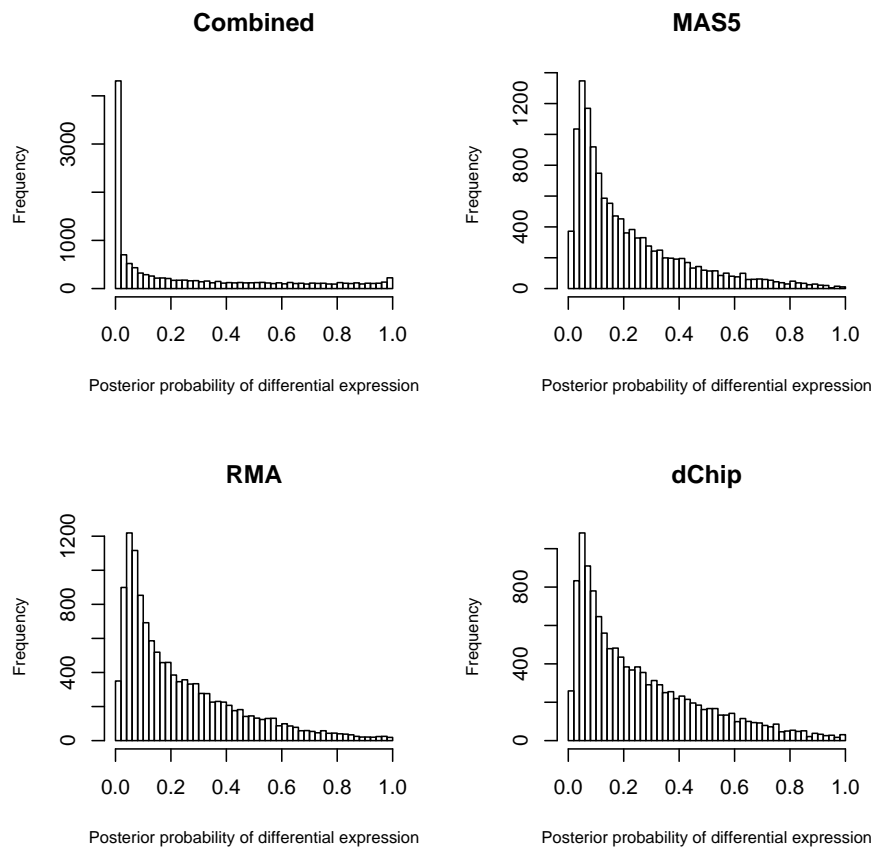 Combined
Frequency
0 1000 3000
0.0 0.2 0.4 0.6 0.8 1.0
Posterior probability of differential expression
MAS5
Frequency
0 400 800 1200
0.0 0.2 0.4 0.6 0.8 1.0
Posterior probability of differential expression
RMA
Frequency
0 400 800 1200
0.0 0.2 0.4 0.6 0.8 1.0
Posterior probability of differential expression
dChip
Frequency
0 400 800
0.0 0.2 0.4 0.6 0.8 1.0
Posterior probability of differential expression